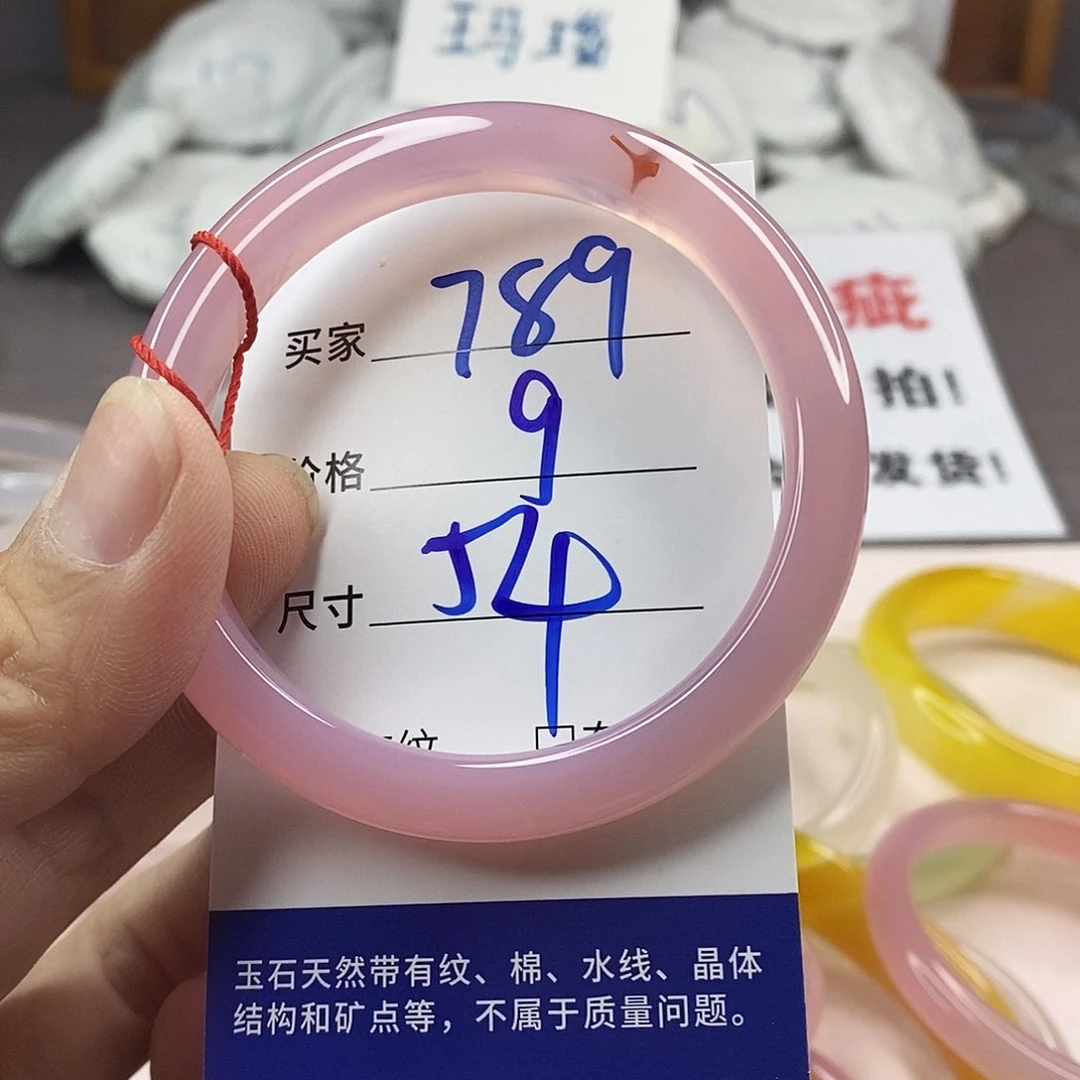 玛瑙
买家 789
价格 9
尺寸 54
疵
拍！
发货！
纹 □
玉石天然带有纹、棉、水线、晶体
结构和矿点等，不属于质量问题。